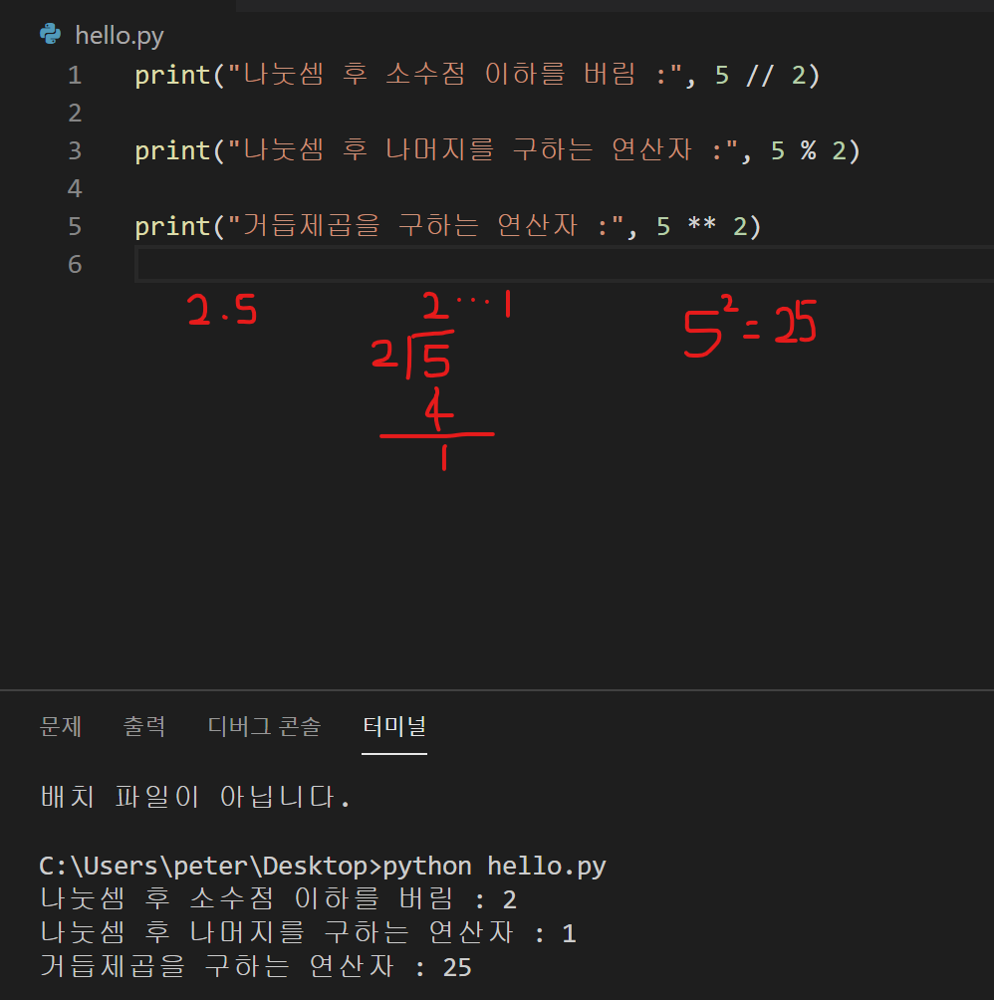 hello.py
1 print("나눗셈 후 소수점 이하를 버림 :", 5 // 2)
2
3 print("나눗셈 후 나머지를 구하는 연산자 :", 5 % 2)
4
5 print("거듭제곱을 구하는 연산자 :", 5 ** 2)
6
2.5
2 ··· 1
2 5
4
1
5² = 25
문제 출력 디버그 콘솔 터미널
배치 파일이 아닙니다.
C:\Users\peter\Desktop>python hello.py
나눗셈 후 소수점 이하를 버림 : 2
나눗셈 후 나머지를 구하는 연산자 : 1
거듭제곱을 구하는 연산자 : 25